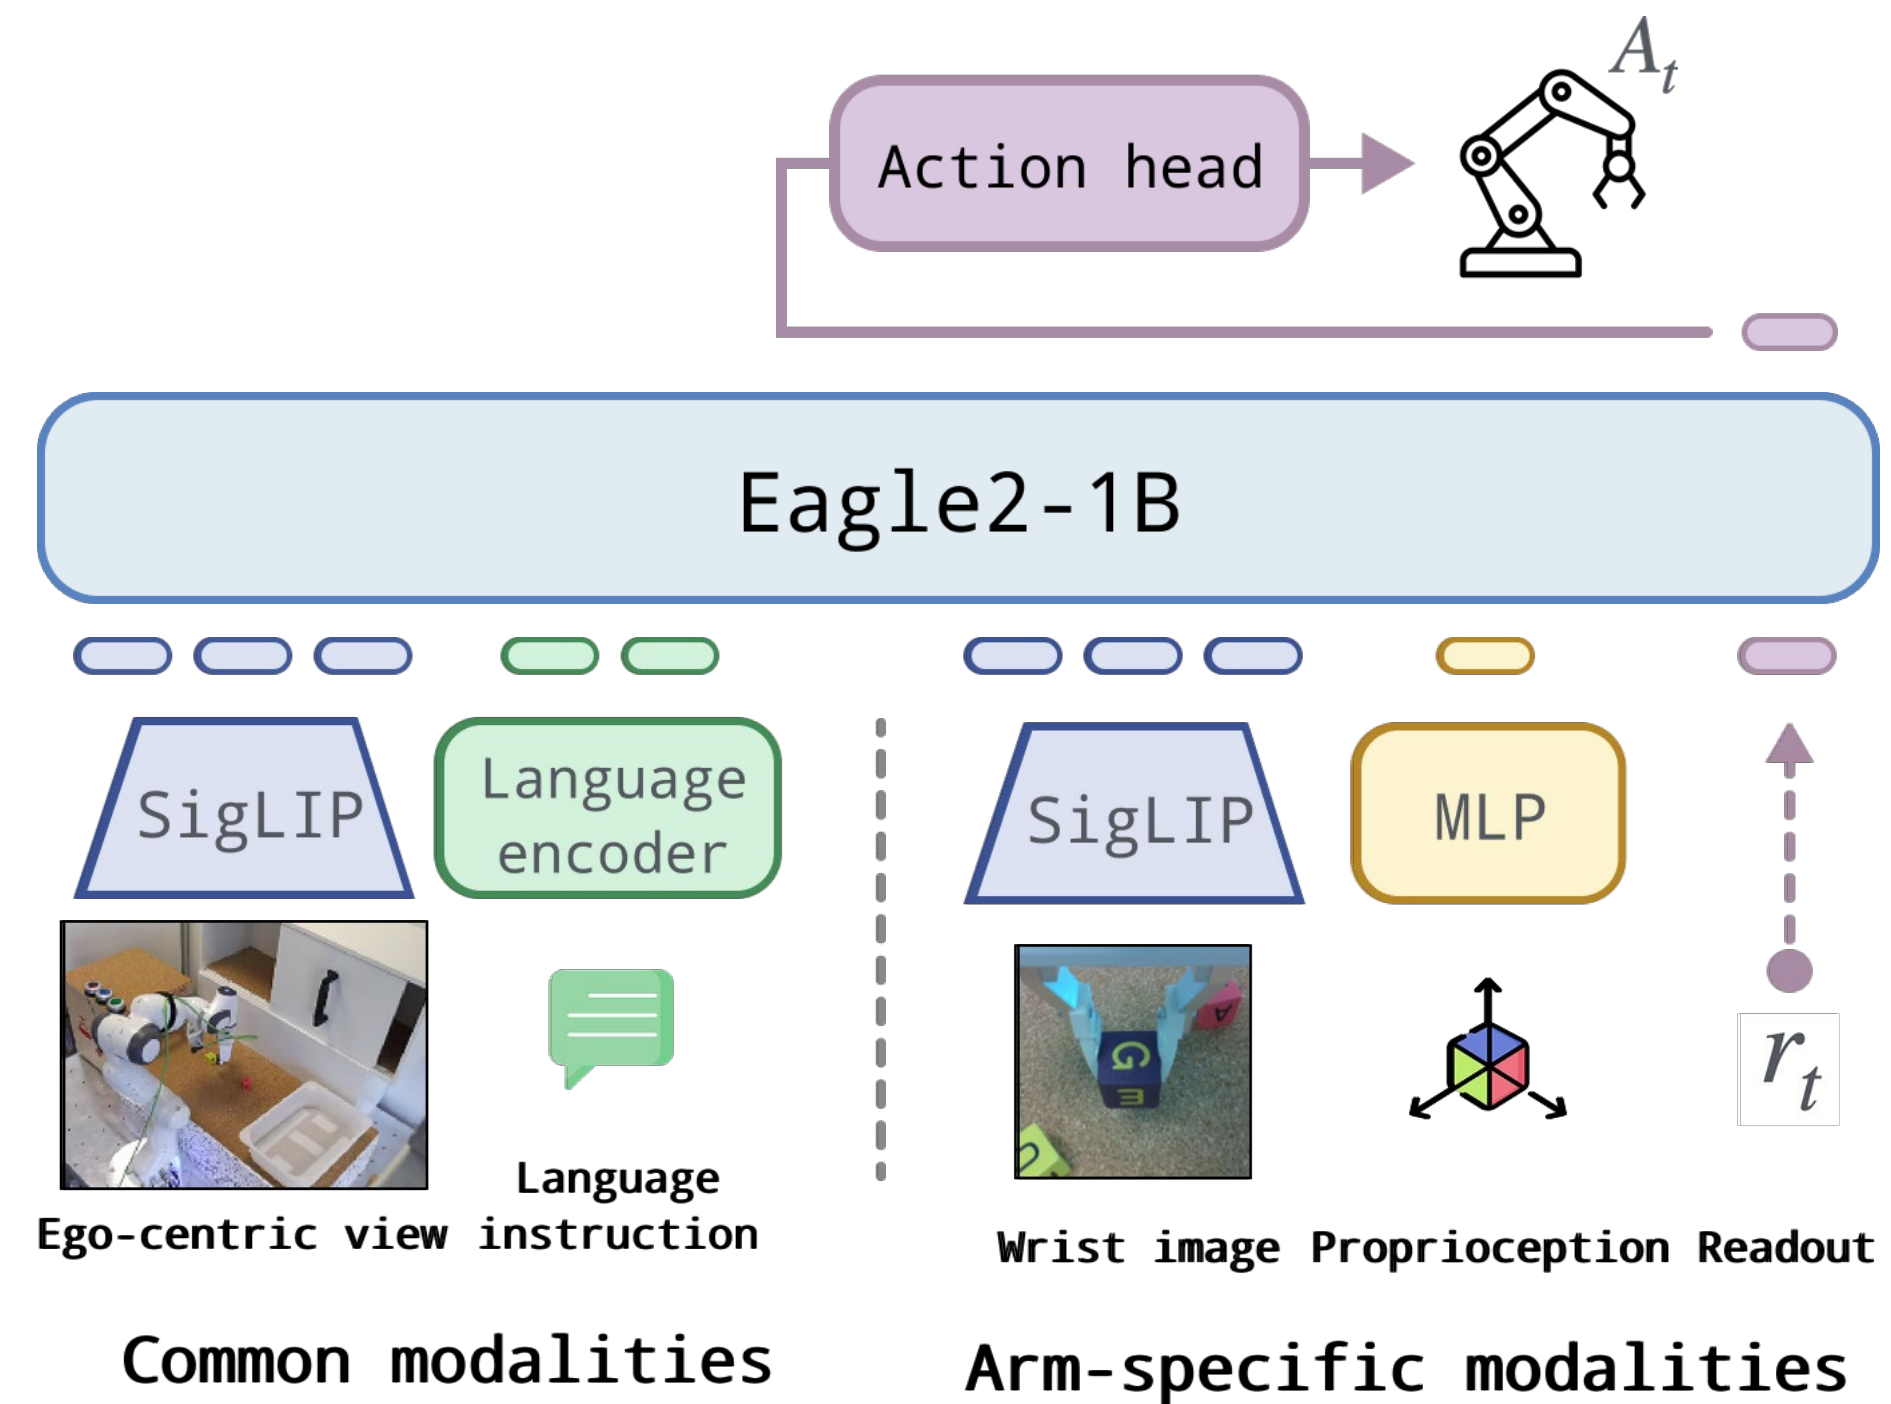 A_t
Action head
Eagle2-1B
SigLIP
Language
encoder
SigLIP
MLP
G
E
A
r_t
Language
Ego-centric view instruction
Wrist image Proprioception Readout
Common modalities
Arm-specific modalities